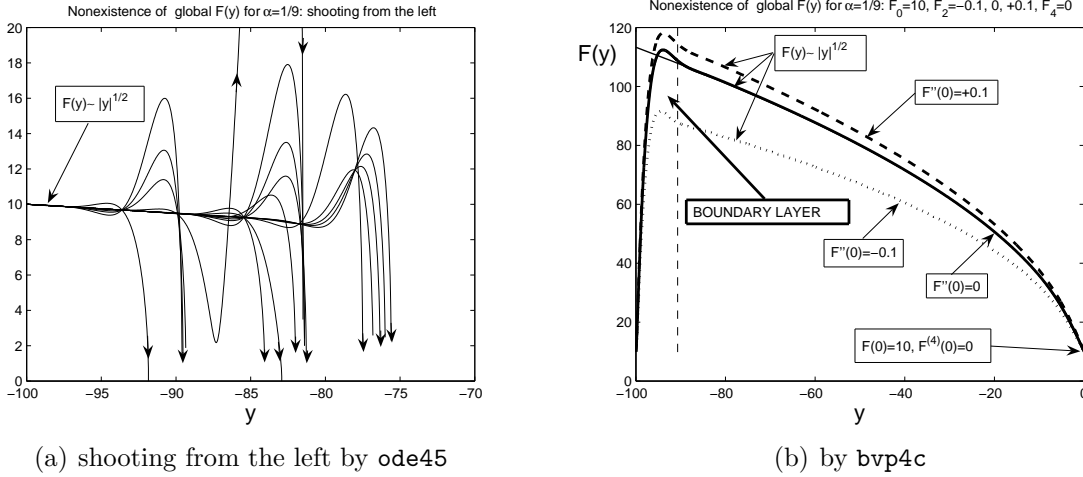 Nonexistence of global F(y) for α=1/9: shooting from the left
20
18
16
14
12
10
8
6
4
2
0
F(y)~ |y|^1/2
−100
−95
−90
−85
−80
−75
−70
y
(a) shooting from the left by ode45
Nonexistence of global F(y) for α=1/9: F_0=10, F_2=−0.1, 0, +0.1, F_4=0
F(y)
120
100
80
60
40
20
0
F(y)~ |y|^1/2
F''(0)=+0.1
BOUNDARY LAYER
F''(0)=−0.1
F''(0)=0
F(0)=10, F^(4)(0)=0
−100
−80
−60
−40
−20
0
y
(b) by bvp4c